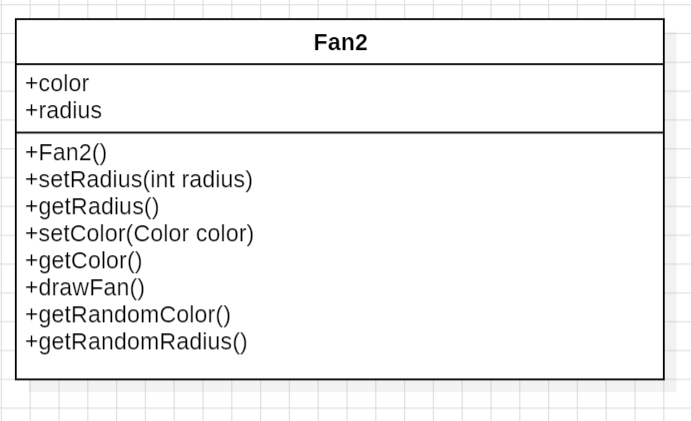 Fan2
+color
+radius
+Fan2()
+setRadius(int radius)
+getRadius()
+setColor(Color color)
+getColor()
+drawFan()
+getRandomColor()
+getRandomRadius()